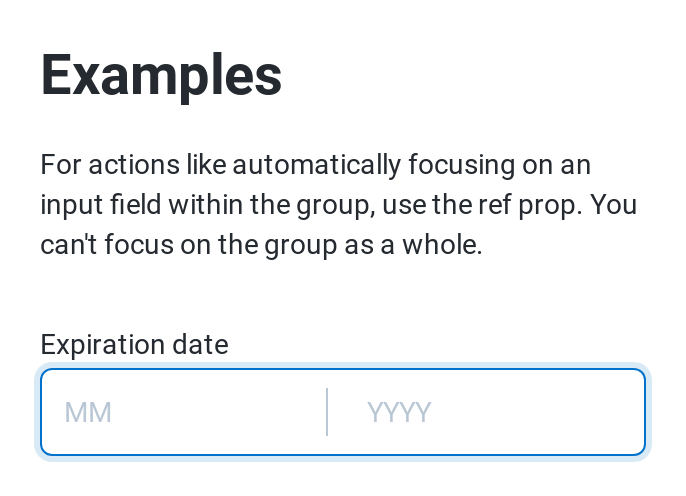 Examples
For actions like automatically focusing on an
input field within the group, use the ref prop. You
can't focus on the group as a whole.
Expiration date
MM
YYYY